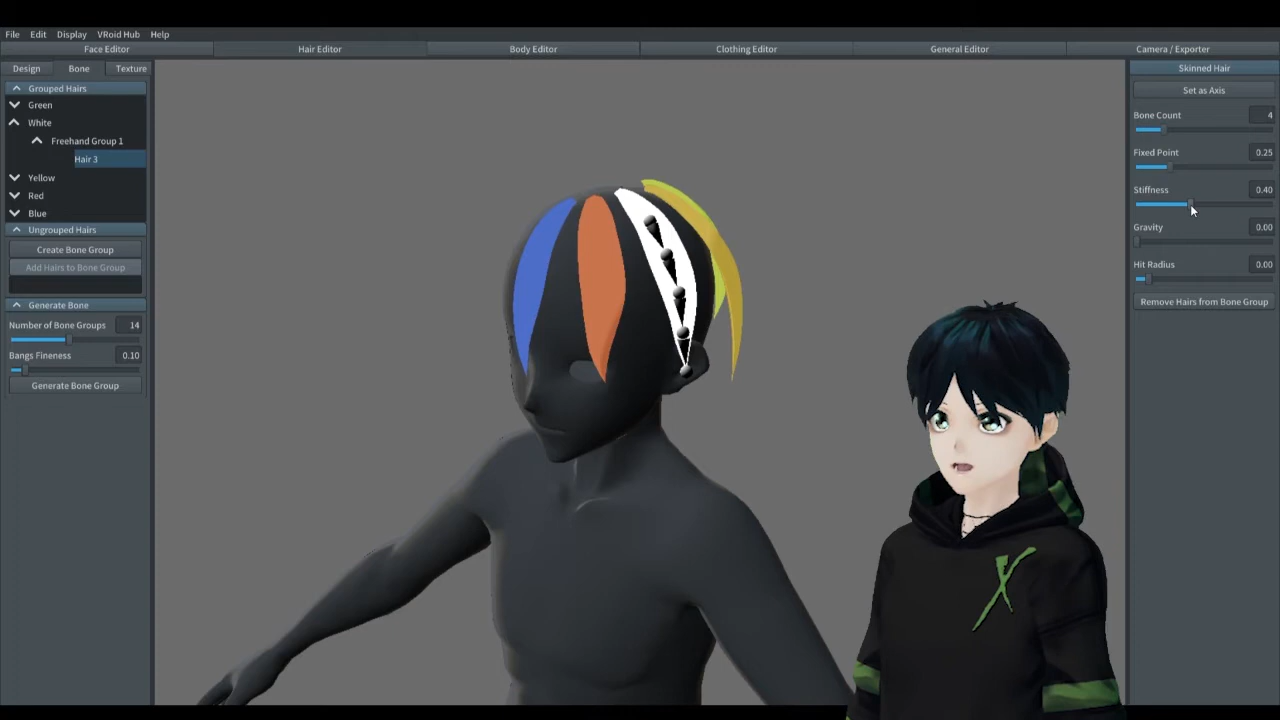 File Edit Display VRoid Hub Help
Face Editor Hair Editor Body Editor Clothing Editor General Editor Camera / Exporter
Design Bone Texture
Grouped Hairs
Green
White
Freehand Group 1
Hair 3
Yellow
Red
Blue
Ungrouped Hairs
Create Bone Group
Add Hairs to Bone Group
Generate Bone
Number of Bone Groups 14
Bangs Fineness 0.10
Generate Bone Group
Skinned Hair
Set as Axis
Bone Count 4
Fixed Point 0.25
Stiffness 0.40
Gravity 0.00
Hit Radius 0.00
Remove Hairs from Bone Group
X